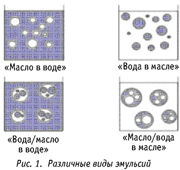 «Масло в воде»
«Вода в масле»
«Вода/масло
в воде»
«Масло/вода
в масле»
Рис. 1. Различные виды эмульсий